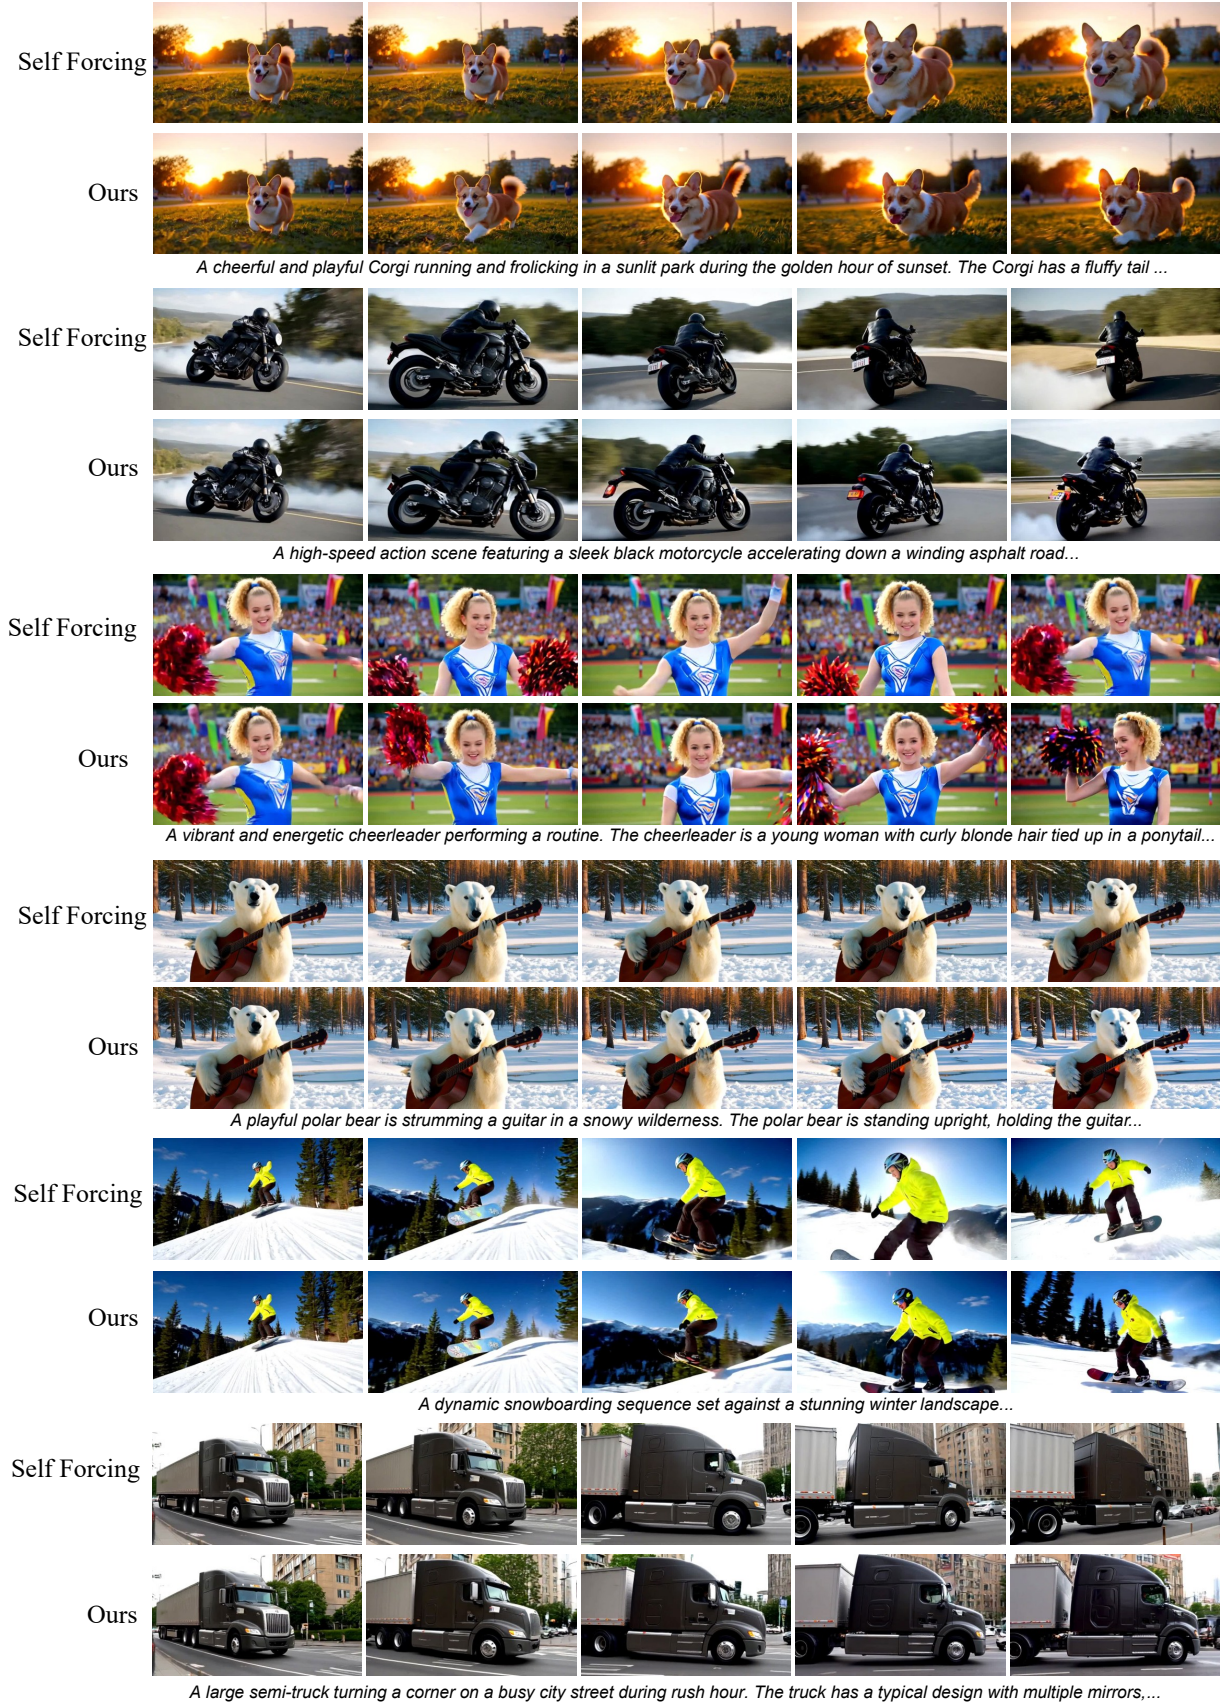 Self Forcing
Ours
A cheerful and playful Corgi running and frolicking in a sunlit park during the golden hour of sunset. The Corgi has a fluffy tail ...
Self Forcing
Ours
A high-speed action scene featuring a sleek black motorcycle accelerating down a winding asphalt road...
Self Forcing
Ours
A vibrant and energetic cheerleader performing a routine. The cheerleader is a young woman with curly blonde hair tied up in a ponytail...
Self Forcing
Ours
A playful polar bear is strumming a guitar in a snowy wilderness. The polar bear is standing upright, holding the guitar...
Self Forcing
Ours
A dynamic snowboarding sequence set against a stunning winter landscape...
Self Forcing
Ours
A large semi-truck turning a corner on a busy city street during rush hour. The truck has a typical design with multiple mirrors,...